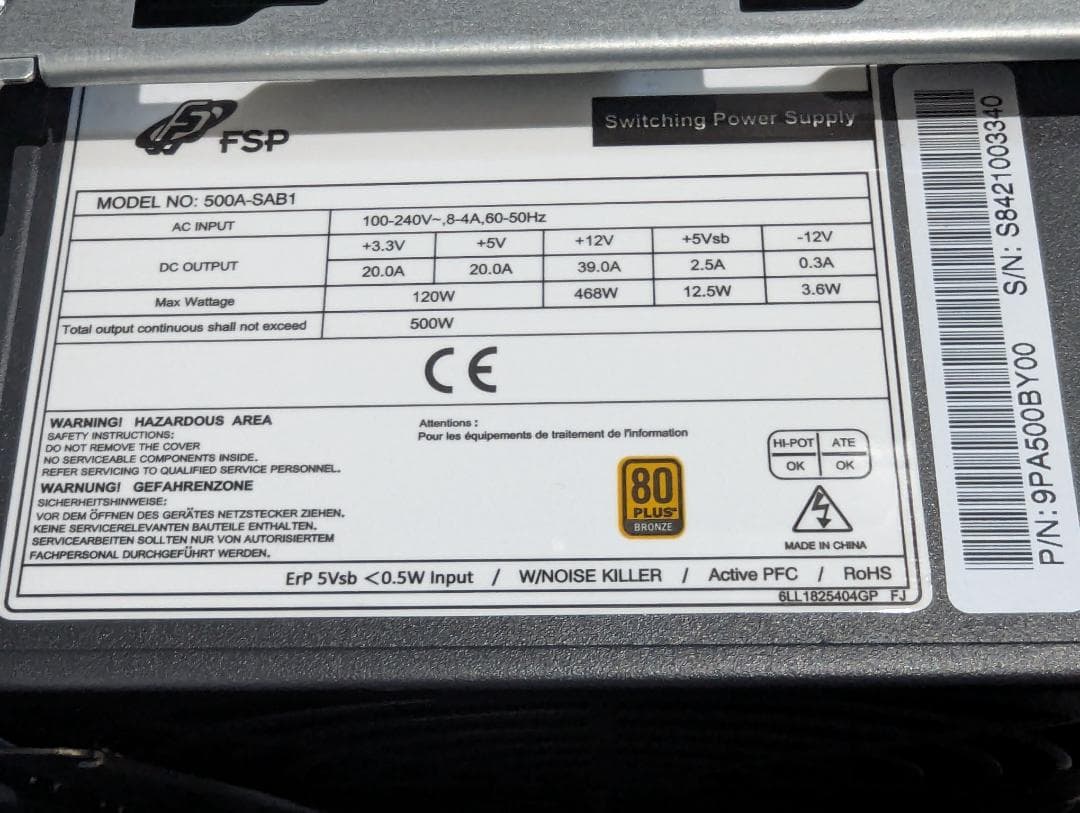 FSP
Switching Power Supply
MODEL NO: 500A-SAB1
AC INPUT 100-240V~,8-4A,60-50Hz
DC OUTPUT +3.3V +5V +12V +5Vsb -12V
20.0A 20.0A 39.0A 2.5A 0.3A
Max Wattage 120W 468W 12.5W 3.6W
Total output continuous shall not exceed 500W
CE
WARNING! HAZARDOUS AREA
SAFETY INSTRUCTIONS:
DO NOT REMOVE THE COVER
NO SERVICEABLE COMPONENTS INSIDE.
REFER SERVICING TO QUALIFIED SERVICE PERSONNEL.
WARNUNG! GEFAHRENZONE
SICHERHEITSHINWEISE:
VOR DEM ÖFFNEN DES GERÄTES NETZSTECKER ZIEHEN.
KEINE SERVICERELEVANTEN BAUTEILE ENTHALTEN.
SERVICEARBEITEN SOLLTEN NUR VON AUTORISIERTEM
FACHPERSONAL DURCHGEFÜHRT WERDEN.
Attentions :
Pour les équipements de traitement de l'information
80
PLUS
BRONZE
HI-POT ATE
OK OK
MADE IN CHINA
ErP 5Vsb <0.5W Input / W/NOISE KILLER / Active PFC / RoHS
6LL1825404GP FJ
S/N: S8421003340
P/N:9PA500BY00